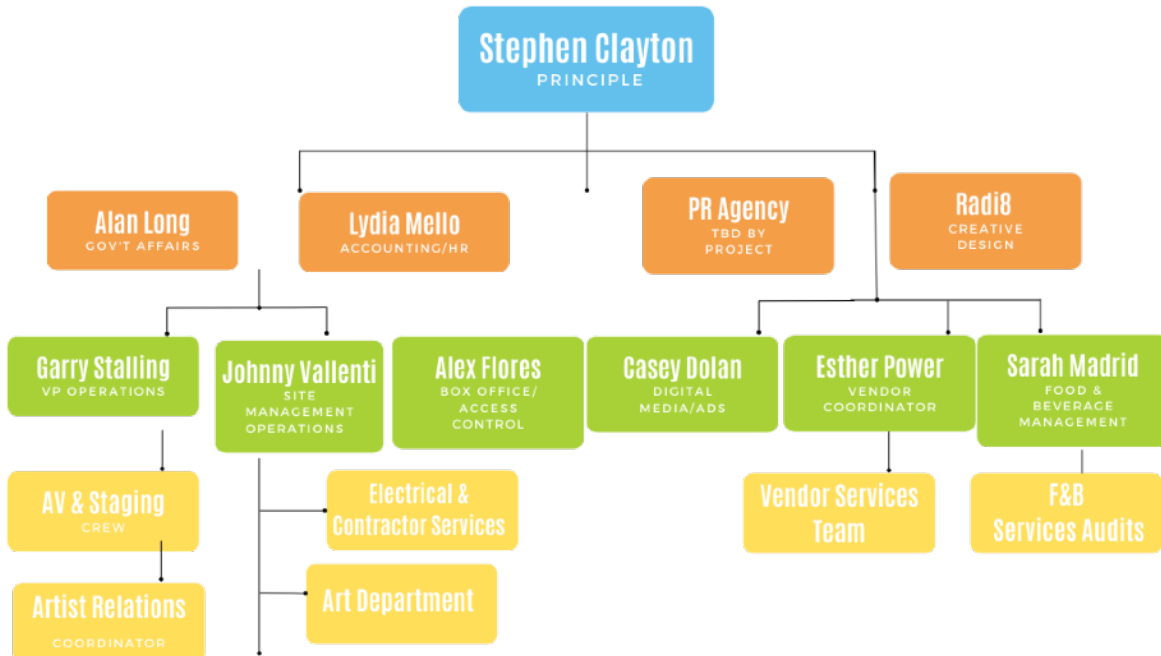 Stephen Clayton
PRINCIPLE
Alan Long
GOV'T AFFAIRS
Lydia Mello
ACCOUNTING/HR
PR Agency
TBD BY
PROJECT
Radi8
CREATIVE
DESIGN
Garry Stalling
VP OPERATIONS
Johnny Vallenti
SITE
MANAGEMENT
OPERATIONS
Alex Flores
BOX OFFICE/
ACCESS
CONTROL
Casey Dolan
DIGITAL
MEDIA/ADS
Esther Power
VENDOR
COORDINATOR
Sarah Madrid
FOOD &
BEVERAGE
MANAGEMENT
AV & Staging
CREW
Electrical &
Contractor Services
Vendor Services
Team
F&B
Services Audits
Artist Relations
COORDINATOR
Art Department